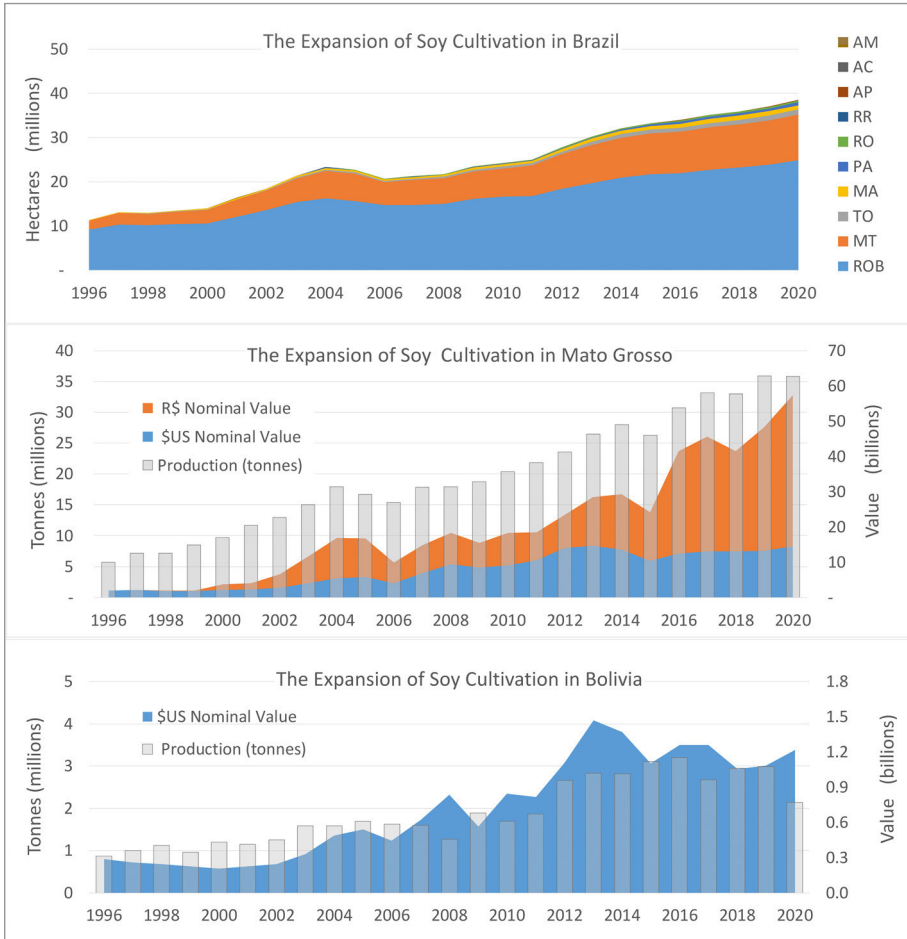 The Expansion of Soy Cultivation in Brazil
Hectares (millions)
50
40
30
20
10
-
1996 1998 2000 2002 2004 2006 2008 2010 2012 2014 2016 2018 2020
AM
AC
AP
RR
RO
PA
MA
TO
MT
ROB
The Expansion of Soy Cultivation in Mato Grosso
Tonnes (millions)
40
35
30
25
20
15
10
5
-
R$ Nominal Value
$US Nominal Value
Production (tonnes)
70
60
50
40
30
20
10
-
Value (billions)
1996 1998 2000 2002 2004 2006 2008 2010 2012 2014 2016 2018 2020
The Expansion of Soy Cultivation in Bolivia
Tonnes (millions)
5
4
3
2
1
0
$US Nominal Value
Production (tonnes)
1.8
1.5
1.2
0.9
0.6
0.3
0.0
Value (billions)
1996 1998 2000 2002 2004 2006 2008 2010 2012 2014 2016 2018 2020